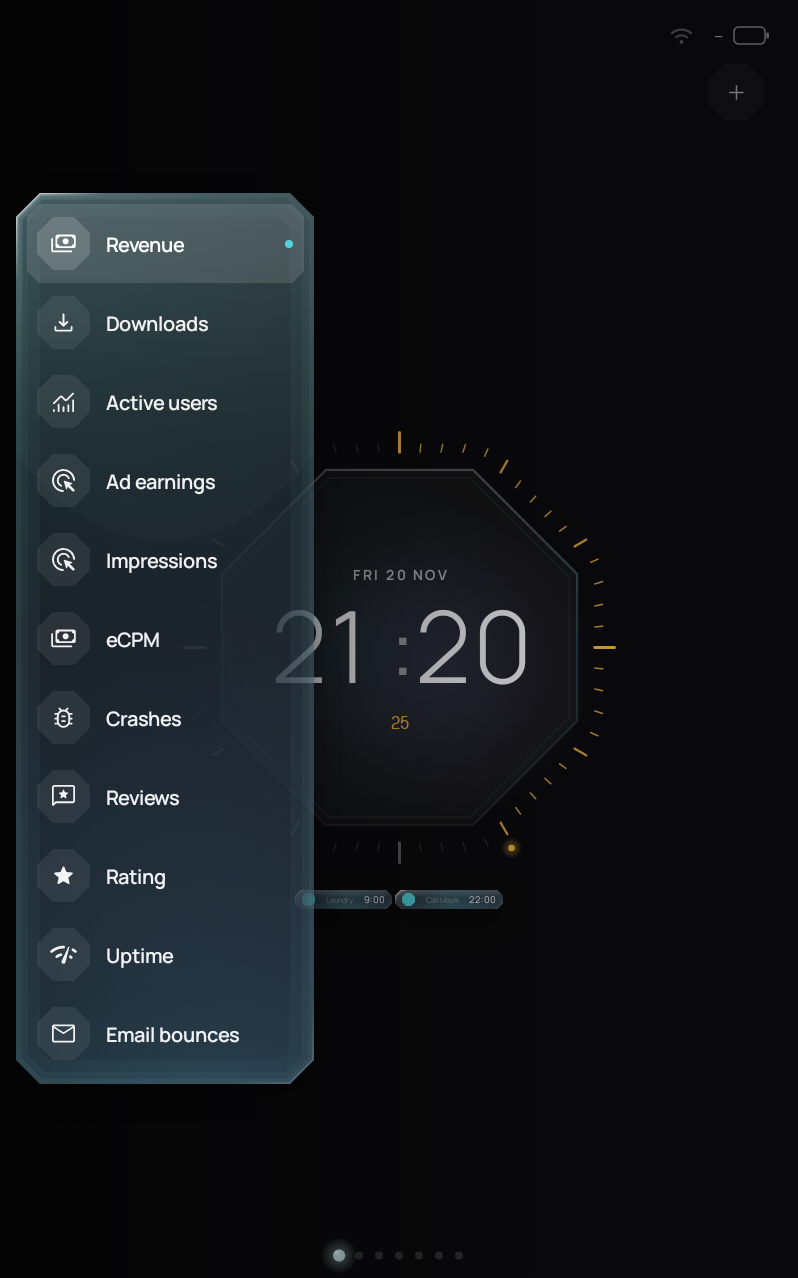 Revenue
Downloads
Active users
Ad earnings
Impressions
eCPM
Crashes
Reviews
Rating
Uptime
Email bounces
FRI 20 NOV
21 :20
25
Laundry 9:00
Call Maya 22:00